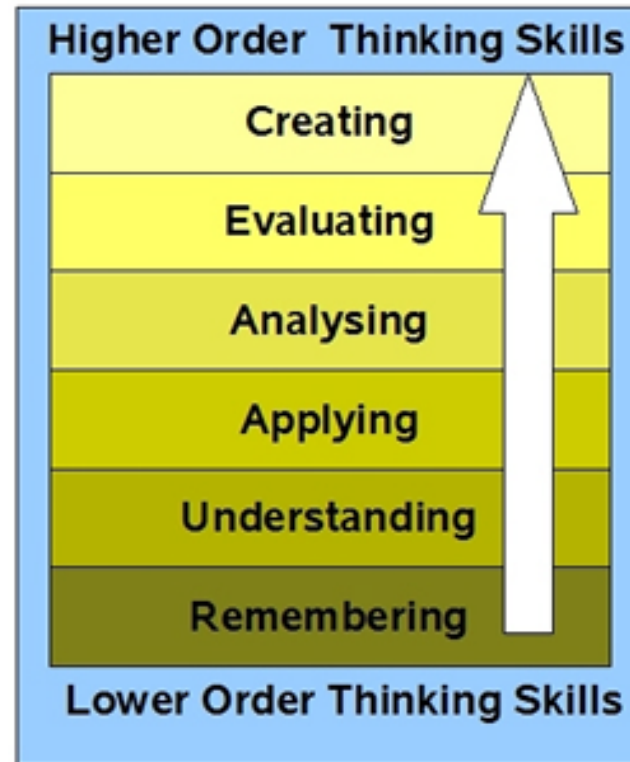 Higher Order Thinking Skills
Creating
Evaluating
Analysing
Applying
Understanding
Remembering
Lower Order Thinking Skills